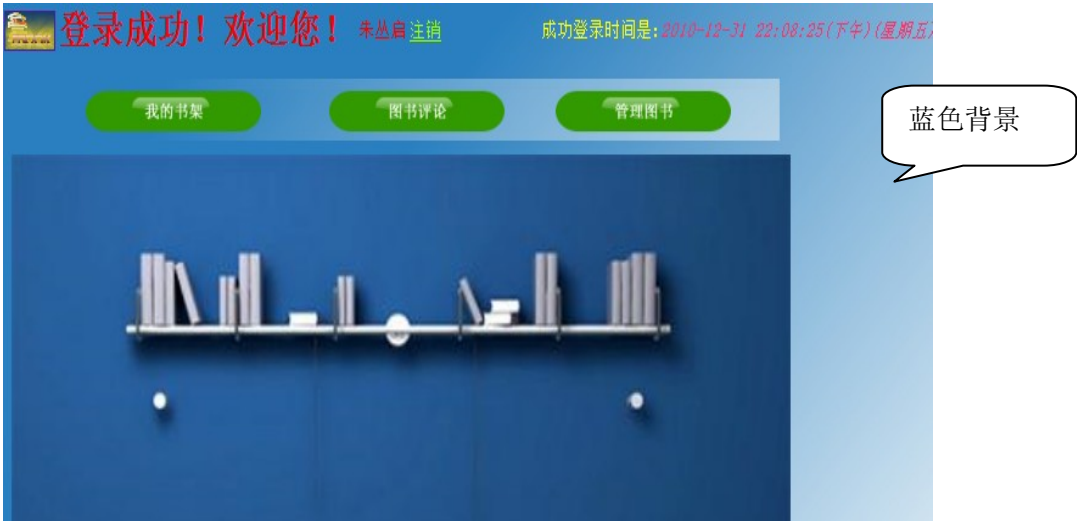 登录成功！欢迎您！ 朱丛启 注销 成功登录时间是:2010-12-31 22:08:25(下午)(星期五)
我的书架 图书评论 管理图书
蓝色背景